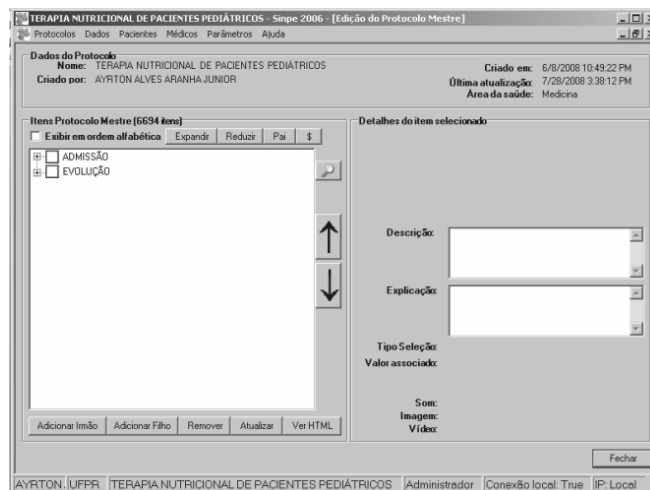 TERAPIA NUTRICIONAL DE PACIENTES PEDIÁTRICOS - Sinpe 2006 - [Edição do Protocolo Mestre]
Protocolos Dados Pacientes Médicos Parâmetros Ajuda
Dados do Protocolo
Nome: TERAPIA NUTRICIONAL DE PACIENTES PEDIÁTRICOS
Criado por: AYRTON ALVES ARANHA JUNIOR
Criado em: 6/8/2008 10:49:22 PM
Última atualização: 7/28/2008 3:38:12 PM
Área da saúde: Medicina
Itens Protocolo Mestre (6694 itens)
Exibir em ordem alfabética Expandir Reduzir Pai $
ADMISSÃO
EVOLUÇÃO
Adicionar Irmão Adicionar Filho Remover Atualizar Ver HTML
Detalhes do item selecionado
Descrição:
Explicação:
Tipo Seleção:
Valor associado:
Som:
Imagem:
Vídeo:
Fechar
AYRTON. UFPR TERAPIA NUTRICIONAL DE PACIENTES PEDIÁTRICOS Administrador Conexão local: True IP: Local